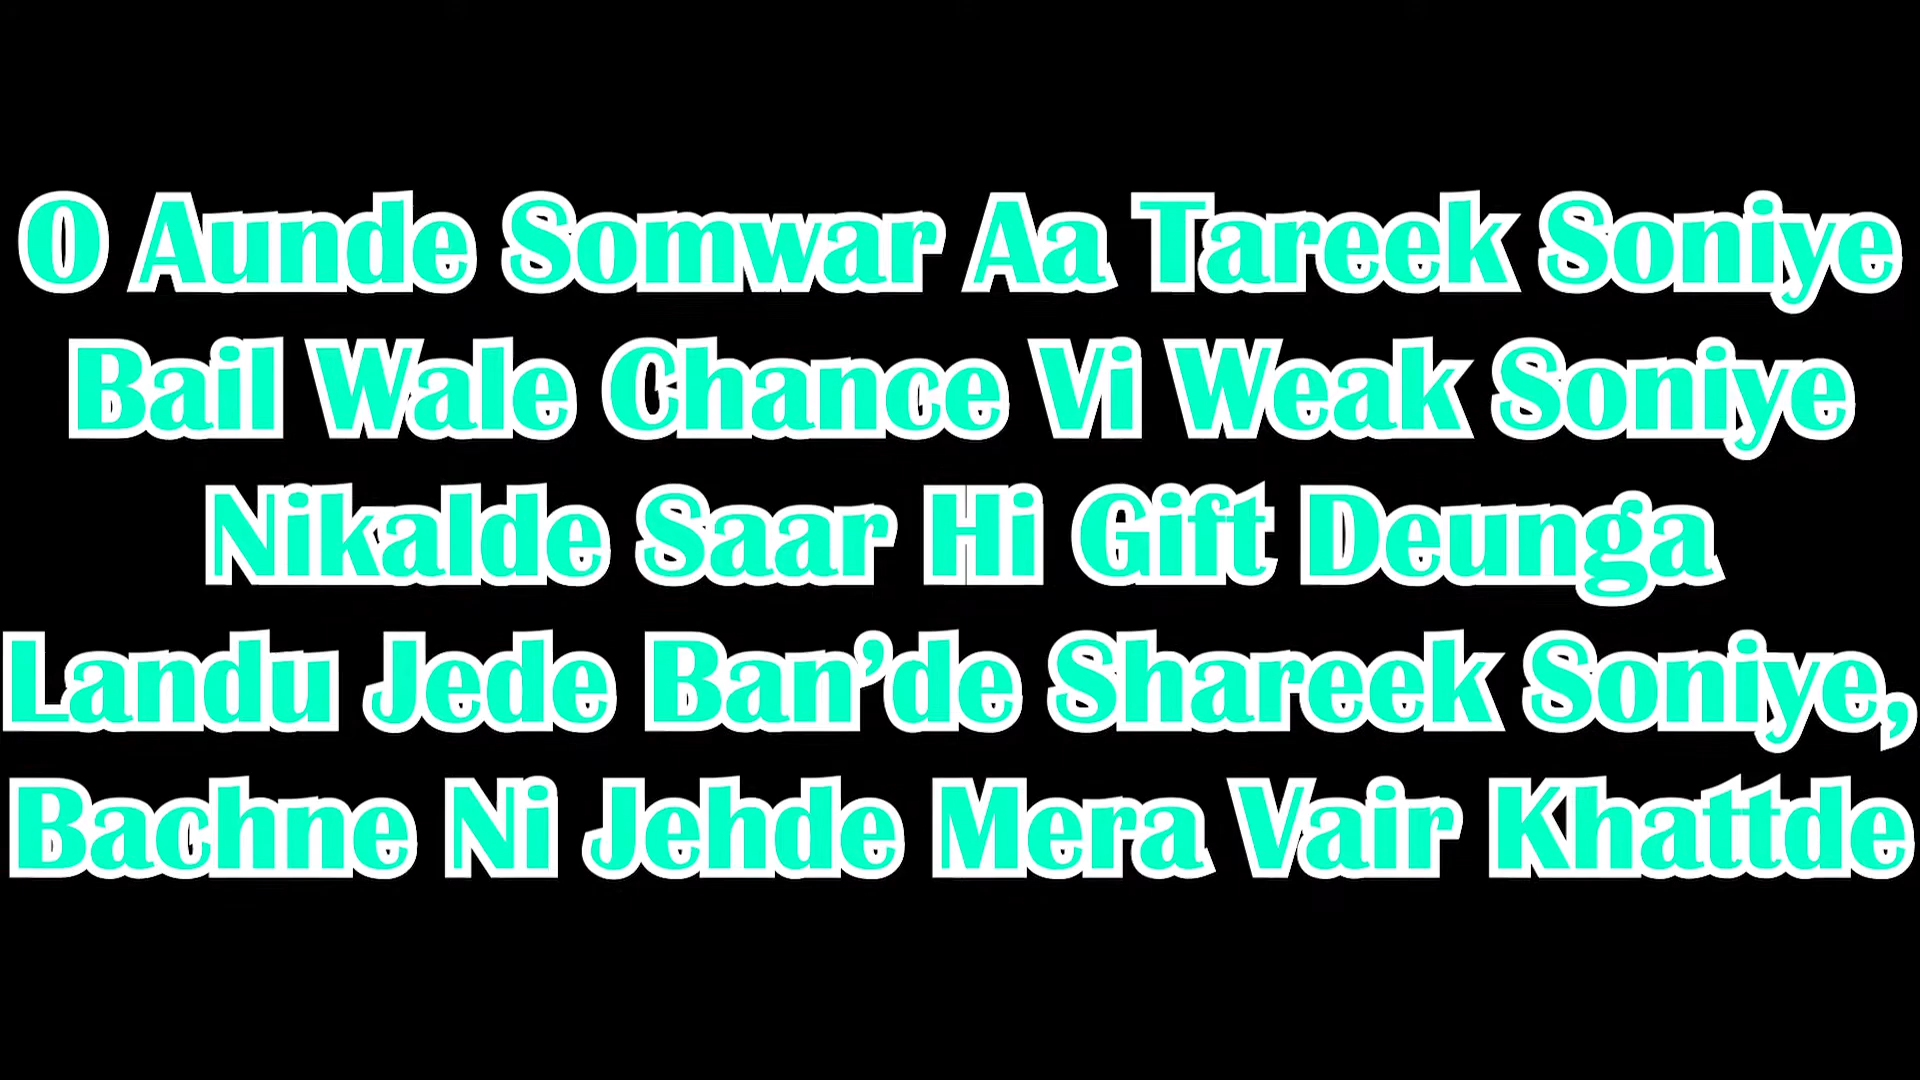 O Aunde Somwar Aa Tareek Soniye
Bail Wale Chance Vi Weak Soniye
Nikalde Saar Hi Gift Deunga
Landu Jede Ban’de Shareek Soniye,
Bachne Ni Jehde Mera Vair Khattde